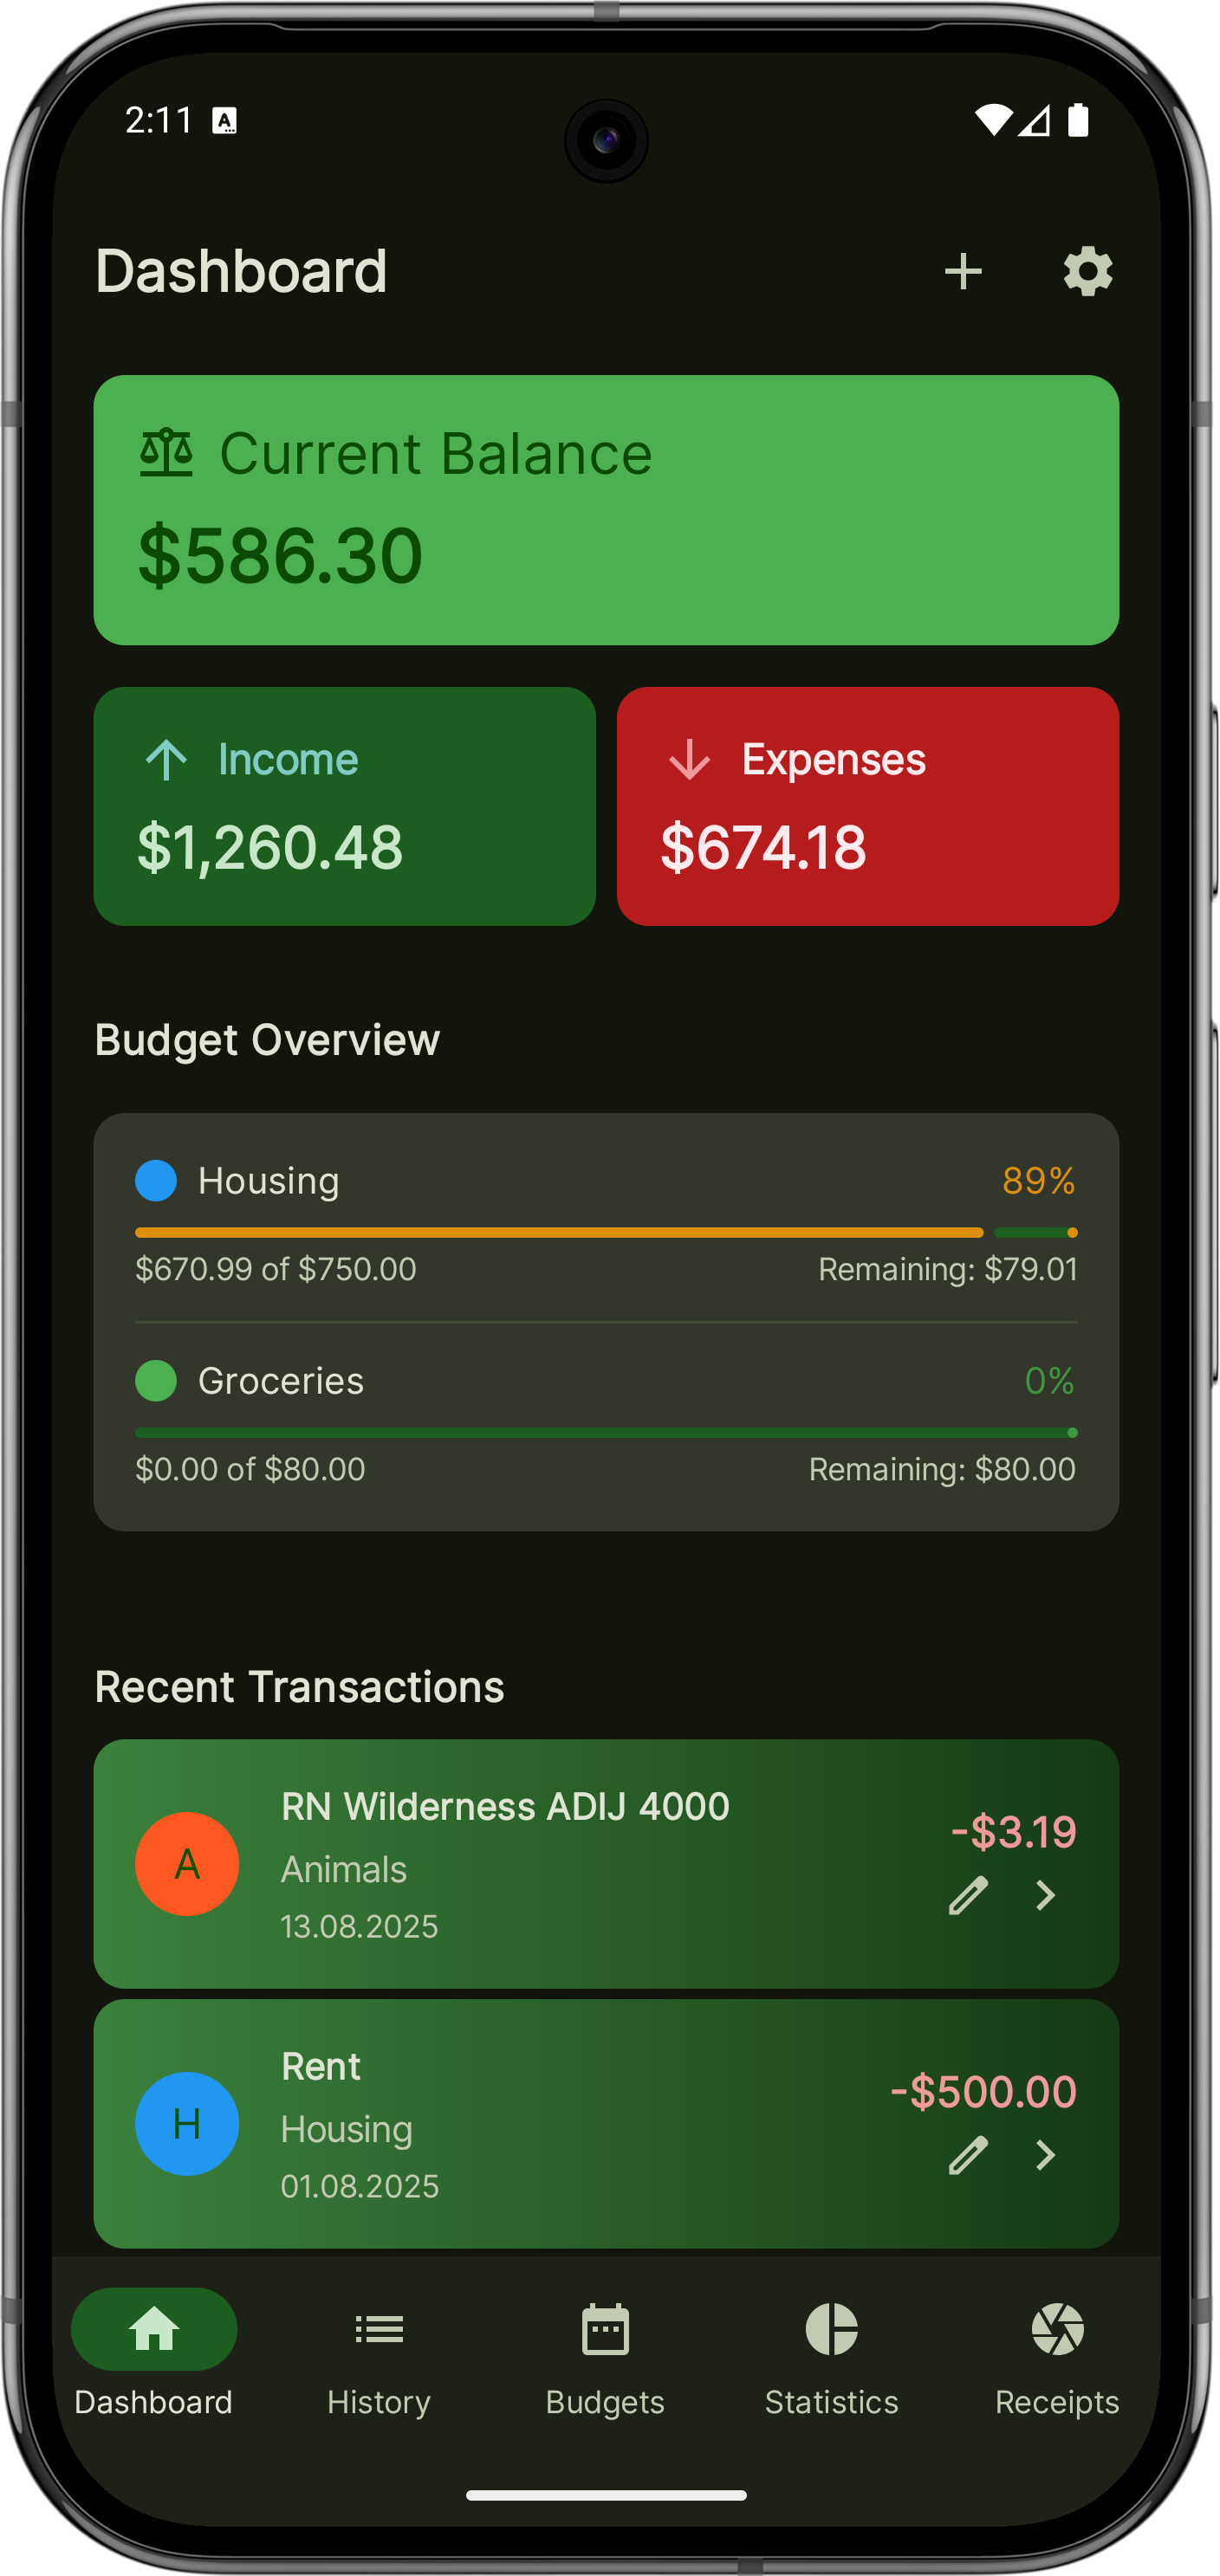 2:11 A
Dashboard
Current Balance
$586.30
Income
$1,260.48
Expenses
$674.18
Budget Overview
Housing 89%
$670.99 of $750.00 Remaining: $79.01
Groceries 0%
$0.00 of $80.00 Remaining: $80.00
Recent Transactions
A
RN Wilderness ADIJ 4000
Animals
13.08.2025
-$3.19
H
Rent
Housing
01.08.2025
-$500.00
Dashboard History Budgets Statistics Receipts